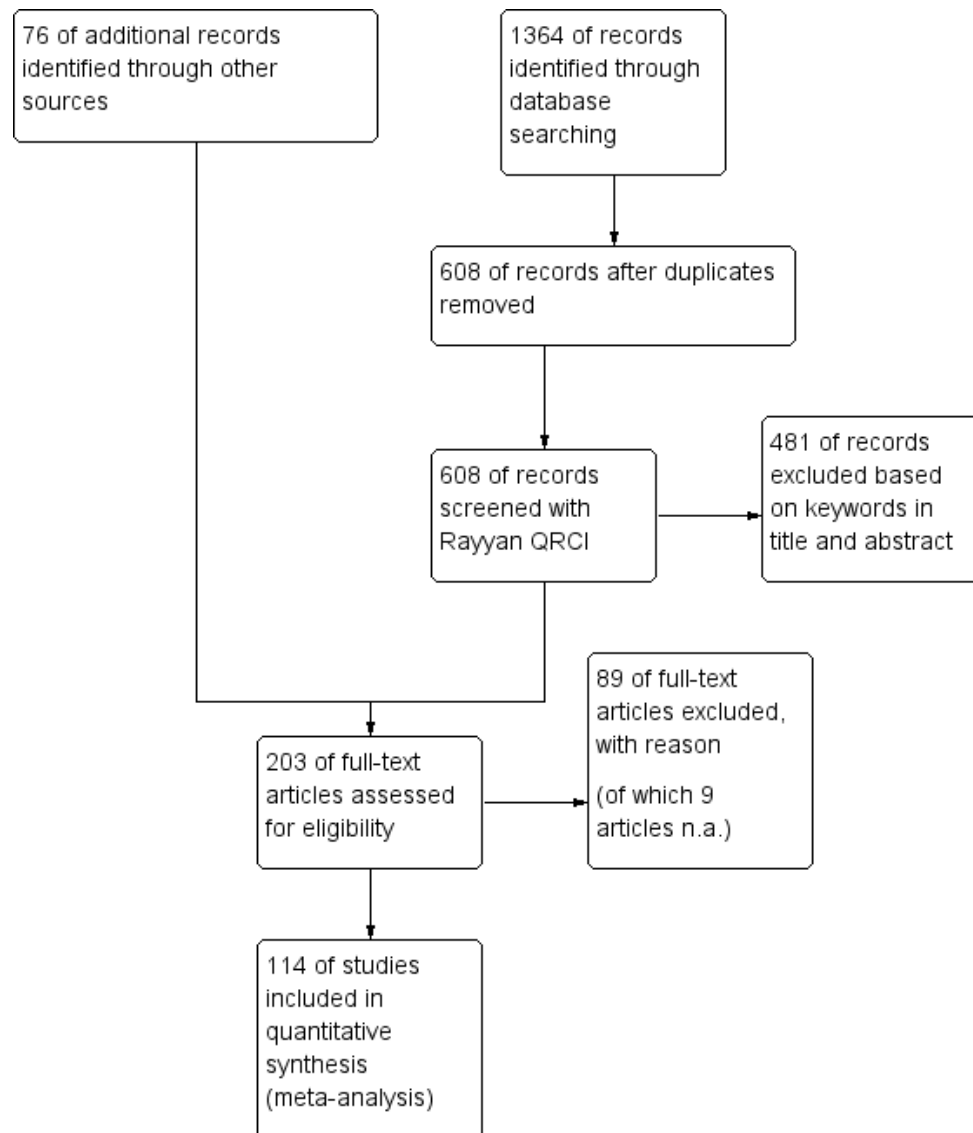 76 of additional records
identified through other
sources
1364 of records
identified through
database
searching
608 of records after duplicates
removed
608 of records
screened with
Rayyan QRCI
481 of records
excluded based
on keywords in
title and abstract
203 of full-text
articles assessed
for eligibility
89 of full-text
articles excluded,
with reason
(of which 9
articles n.a.)
114 of studies
included in
quantitative
synthesis
(meta-analysis)